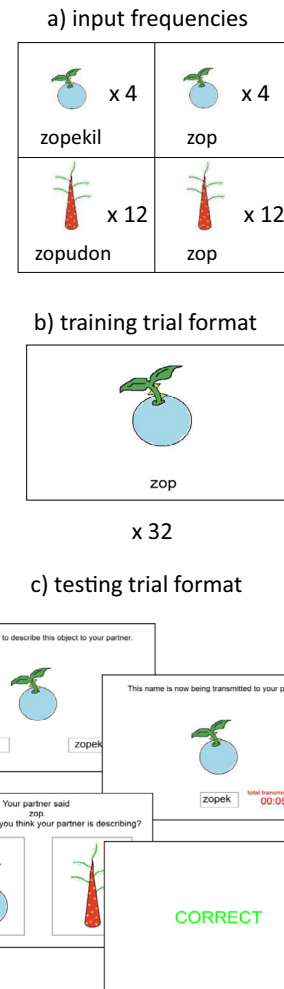 a) input frequencies
x 4 x 4
zopekil zop
x 12 x 12
zopudon zop
b) training trial format
zop
x 32
c) testing trial format
to describe this object to your partner.
This name is now being transmitted to your
zopek
total
zopek 00:05
Your partner said
zop.
you think your partner is describing?
CORRECT